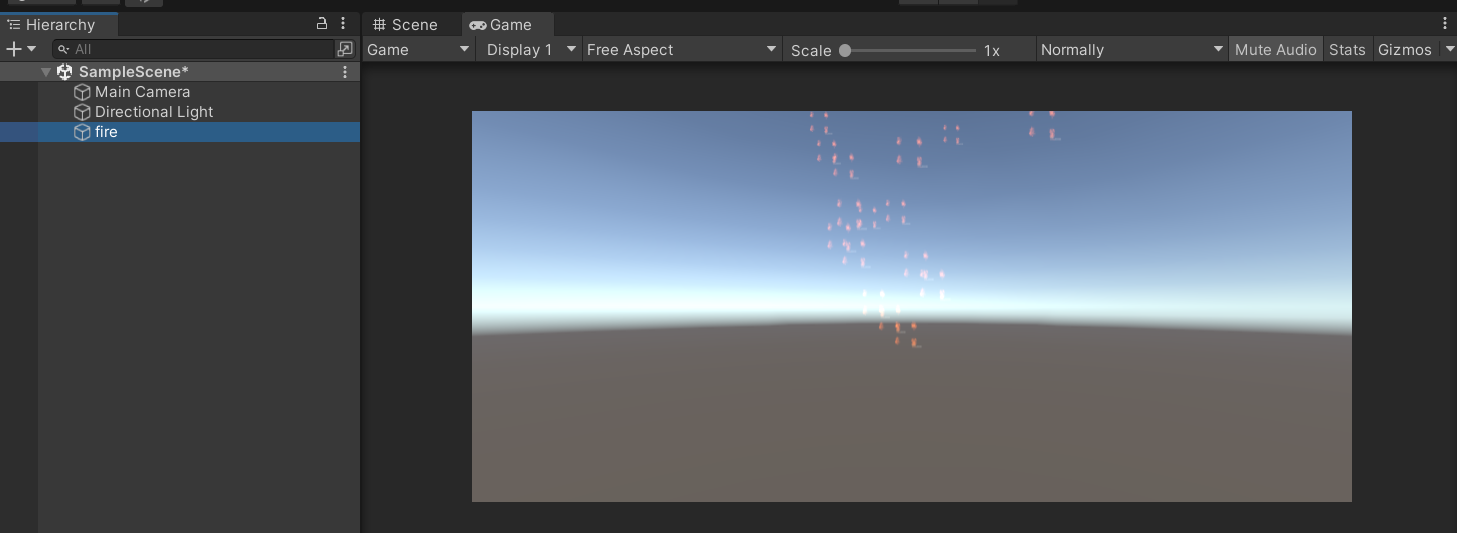 Hierarchy
All
SampleScene*
Main Camera
Directional Light
fire
Scene
Game
Game
Display 1
Free Aspect
Scale
1x
Normally
Mute Audio
Stats
Gizmos